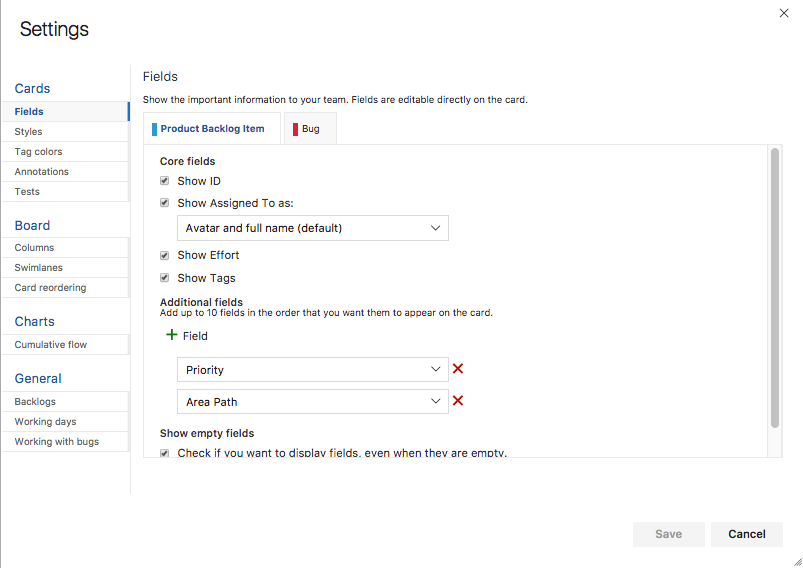 Settings
Cards
Fields
Styles
Tag colors
Annotations
Tests
Board
Columns
Swimlanes
Card reordering
Charts
Cumulative flow
General
Backlogs
Working days
Working with bugs
Fields
Show the important information to your team. Fields are editable directly on the card.
Product Backlog Item
Bug
Core fields
Show ID
Show Assigned To as:
Avatar and full name (default)
Show Effort
Show Tags
Additional fields
Add up to 10 fields in the order that you want them to appear on the card.
Field
Priority
Area Path
Show empty fields
Check if you want to display fields, even when they are empty.
Save
Cancel